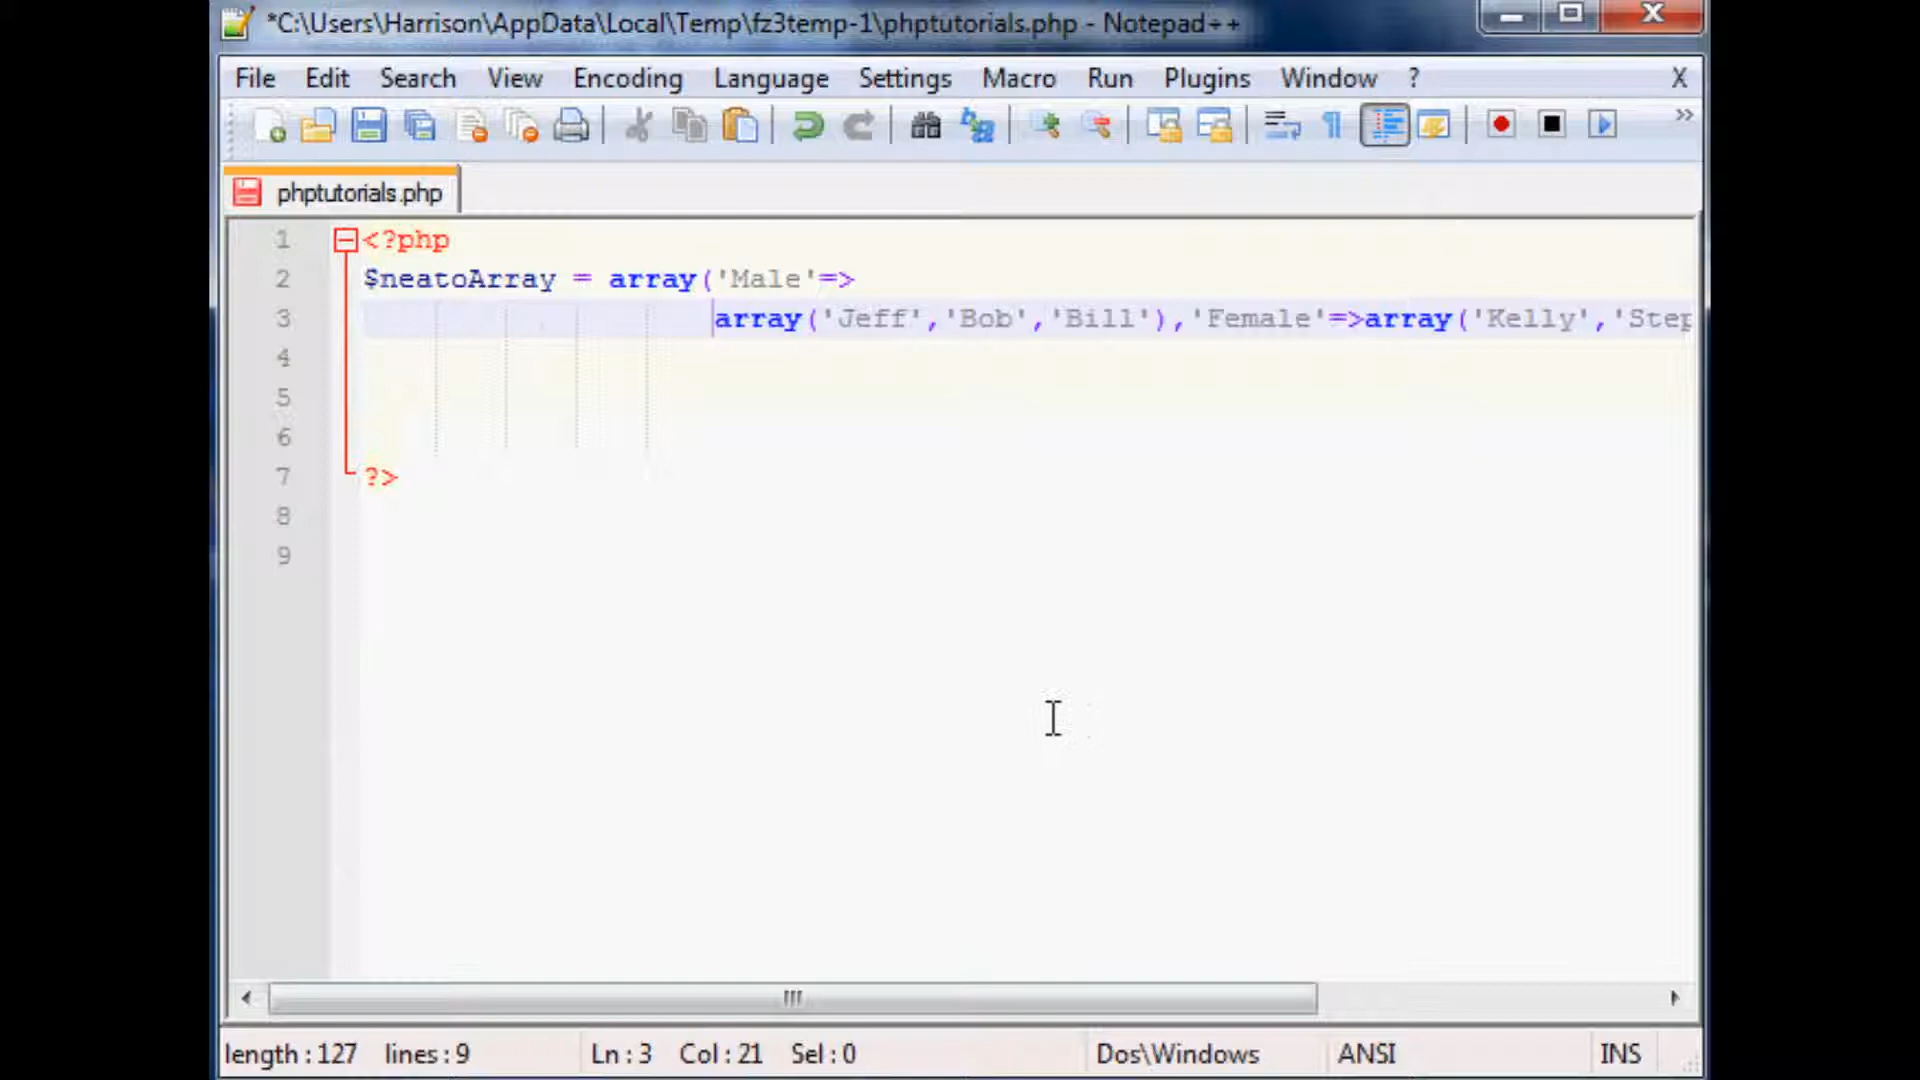 *C:\Users\Harrison\AppData\Local\Temp\fz3temp-1\phptutorials.php - Notepad++
File Edit Search View Encoding Language Settings Macro Run Plugins Window ? X
phptutorials.php
1 <?php
2 $neatoArray = array('Male'=>
3 array('Jeff','Bob','Bill'),'Female'=>array('Kelly','Step
4
5
6
7 ?>
8
9
length : 127 lines : 9 Ln : 3 Col : 21 Sel : 0 Dos\Windows ANSI INS